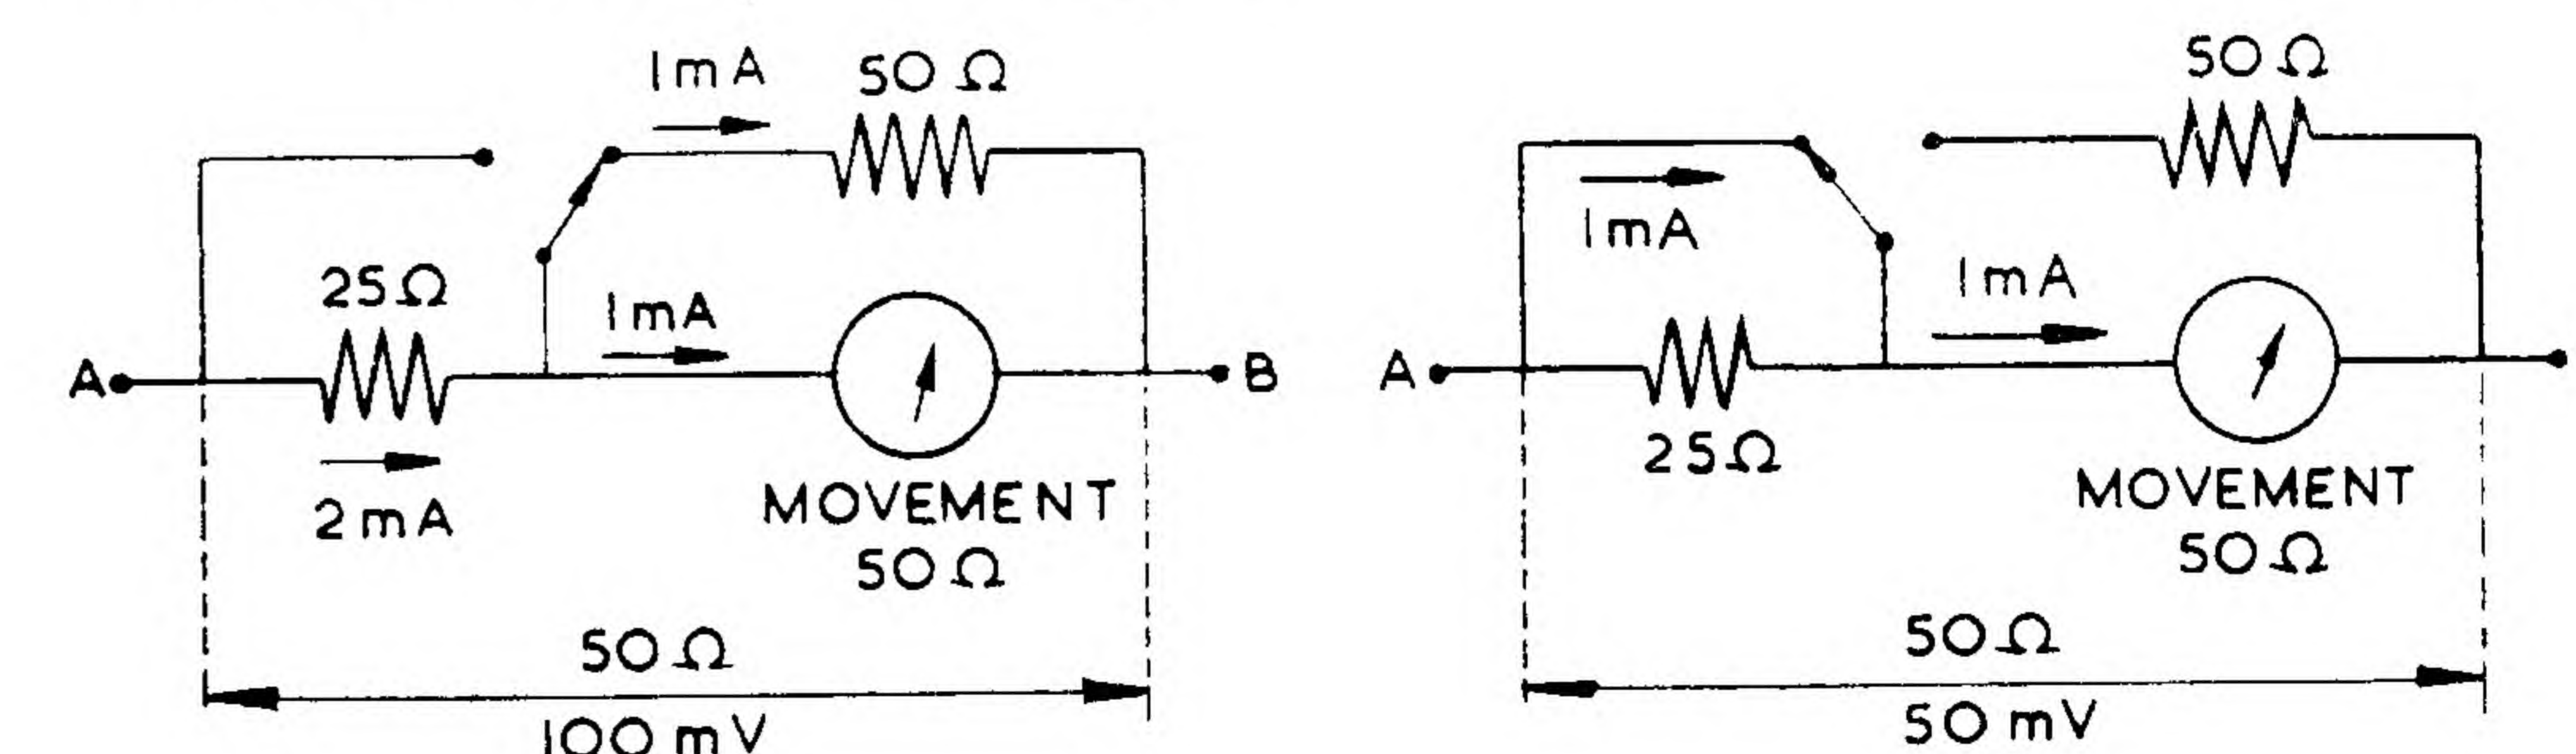 1mA 50 Ω
25Ω
1mA
A B
2mA
MOVEMENT
50 Ω
50 Ω
100 mV
50 Ω
1mA
1mA
A
25Ω
MOVEMENT
50 Ω
50 Ω
50 mV